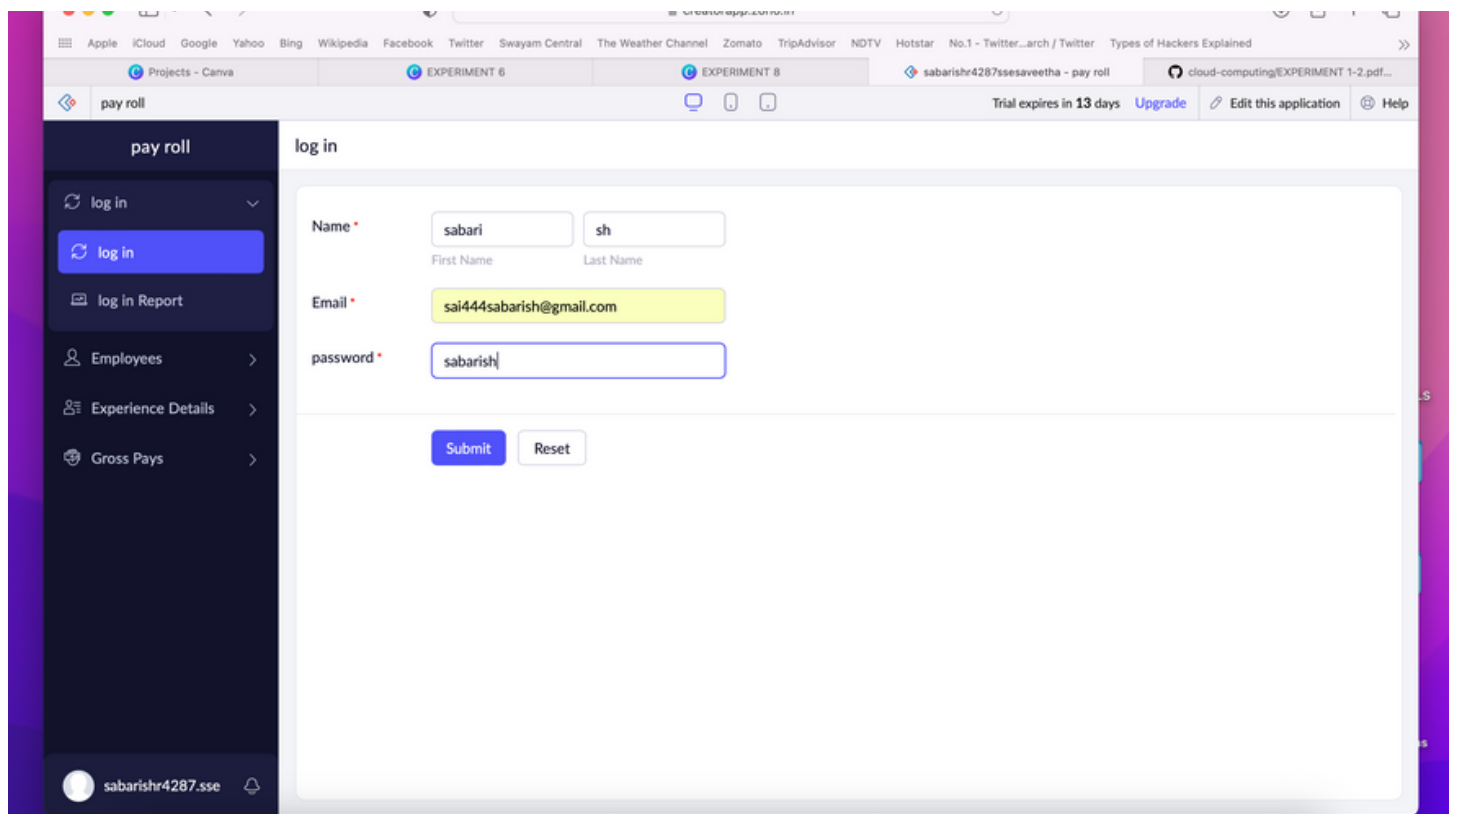 creatorapp.zoho.in
Apple iCloud Google Yahoo Bing Wikipedia Facebook Twitter Swayam Central The Weather Channel Zomato TripAdvisor NDTV Hotstar No.1 - Twitter...arch / Twitter Types of Hackers Explained
Projects - Canva EXPERIMENT 6 EXPERIMENT 8 sabarishr4287ssesaveetha - pay roll cloud-computing/EXPERIMENT 1-2.pdf...
pay roll Trial expires in 13 days Upgrade Edit this application Help
pay roll log in
log in
log in
log in Report
Employees
Experience Details
Gross Pays
sabarishr4287.sse
Name * sabari sh
First Name Last Name
Email * sai444sabarish@gmail.com
password * sabarish
Submit Reset